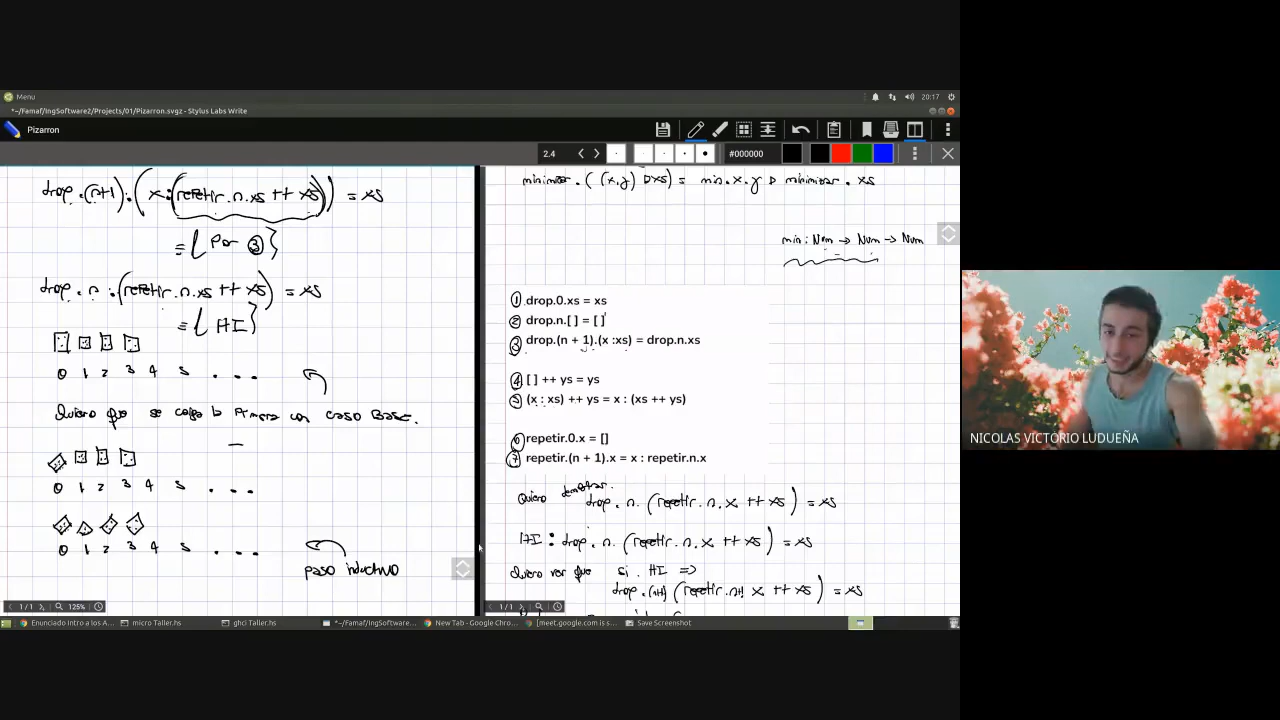 Menu
20:17
*~/Famaf/IngSoftware2/Projects/01/Pizarron.svgz - Stylus Labs Write
Pizarron
2.4
#000000
drop.(n+1).(x:(repetir.n.xs ++ xs)) = xs
≡ { Por ③ }
drop.n:(repetir.n.xs ++ xs) = xs
≡ { HI }
0 1 2 3 4 5 ...
Quiero que se caiga la primera con caso Base.
0 1 2 3 4 5 ...
0 1 2 3 4 5 ...
paso inductivo
1/1
125%
minimizar.((x,y) ▷ xs) = min.x.y ▷ minimizar.xs
min: Num → Num → Num
① drop.0.xs = xs
② drop.n.[ ] = [ ]
③ drop.(n + 1).(x :xs) = drop.n.xs
④ [ ] ++ ys = ys
⑤ (x : xs) ++ ys = x : (xs ++ ys)
⑥ repetir.0.x = []
⑦ repetir.(n + 1).x = x : repetir.n.x
Quiero demostrar.
drop.n.(repetir.n.x ++ xs) = xs
HI: drop.n.(repetir.n.x ++ xs) = xs
Quiero ver que si HI =>
drop.(n+1)(repetir.n+1 x ++ xs) = xs
1/1
NICOLAS VICTORIO LUDUEÑA
Enunciado Intro a los A...
micro Taller.hs
ghci Taller.hs
*~/Famaf/IngSoftware...
New Tab - Google Chro...
[meet.google.com is s...
Save Screenshot